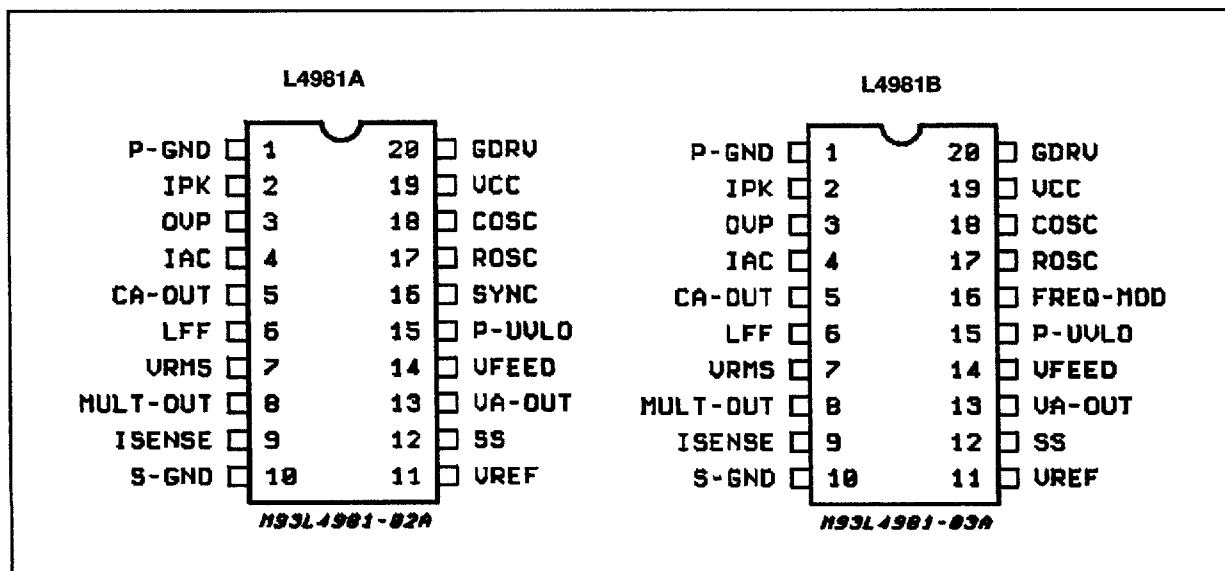 L4981A
P-GND 1 20 GDRV
IPK 2 19 VCC
OVP 3 18 COSC
IAC 4 17 ROSC
CA-OUT 5 16 SYNC
LFF 6 15 P-UVLO
VRMS 7 14 VFEED
MULT-OUT 8 13 VA-OUT
ISENSE 9 12 SS
S-GND 10 11 VREF
M93L4981-02A
L4981B
P-GND 1 20 GDRV
IPK 2 19 VCC
OVP 3 18 COSC
IAC 4 17 ROSC
CA-OUT 5 16 FREQ-MOD
LFF 6 15 P-UVLO
VRMS 7 14 VFEED
MULT-OUT 8 13 VA-OUT
ISENSE 9 12 SS
S-GND 10 11 VREF
M93L4981-03A